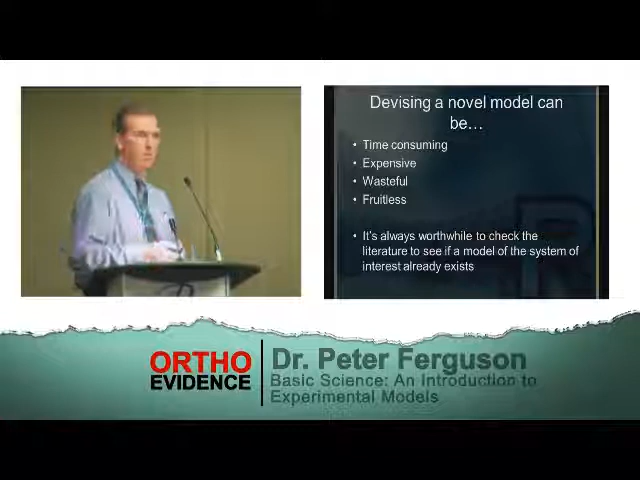 Devising a novel model can
be…
• Time consuming
• Expensive
• Wasteful
• Fruitless
• It's always worthwhile to check the
literature to see if a model of the system of
interest already exists
ORTHO
EVIDENCE
Dr. Peter Ferguson
Basic Science: An Introduction to
Experimental Models